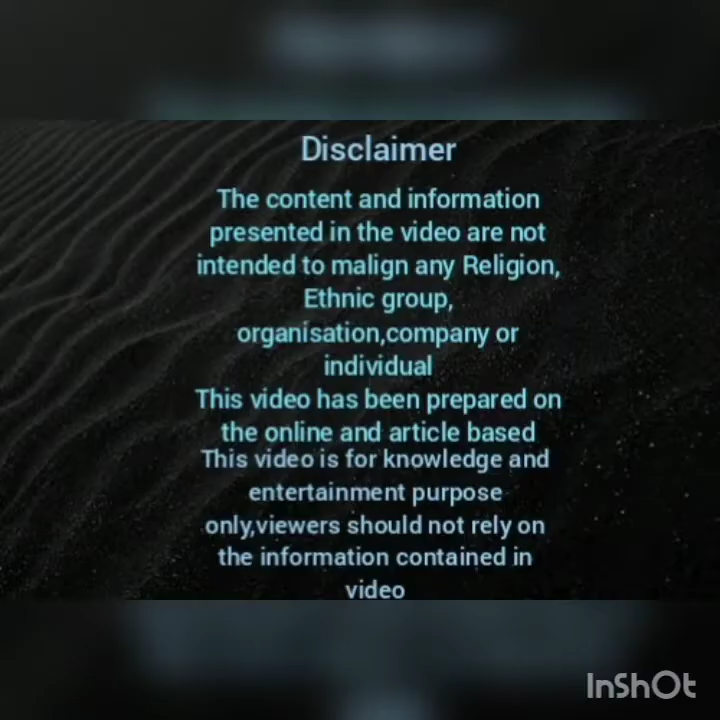 Disclaimer
The content and information
presented in the video are not
intended to malign any Religion,
Ethnic group,
organisation,company or
individual
This video has been prepared on
the online and article based
This video is for knowledge and
entertainment purpose
only,viewers should not rely on
the information contained in
video
InShOt